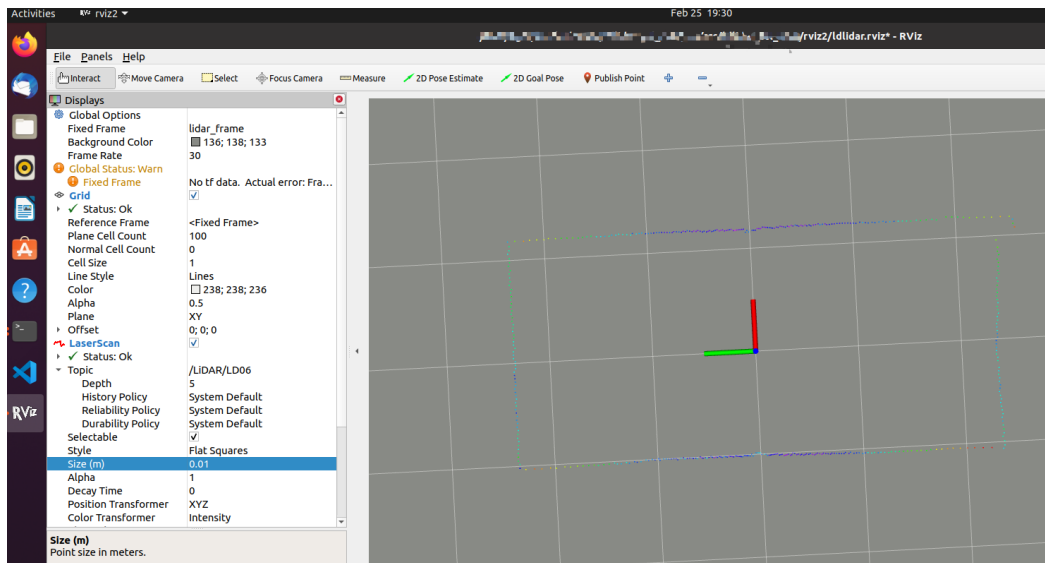 Activities rviz2 Feb 25 19:30
/rviz2/ldlidar.rviz* - RViz
File Panels Help
Interact Move Camera Select Focus Camera Measure 2D Pose Estimate 2D Goal Pose Publish Point
Displays
Global Options
Fixed Frame lidar_frame
Background Color 136; 138; 133
Frame Rate 30
Global Status: Warn
Fixed Frame No tf data. Actual error: Fra...
Grid
Status: Ok
Reference Frame <Fixed Frame>
Plane Cell Count 100
Normal Cell Count 0
Cell Size 1
Line Style Lines
Color 238; 238; 236
Alpha 0.5
Plane XY
Offset 0; 0; 0
LaserScan
Status: Ok
Topic /LiDAR/LD06
Depth 5
History Policy System Default
Reliability Policy System Default
Durability Policy System Default
Selectable
Style Flat Squares
Size (m) 0.01
Alpha 1
Decay Time 0
Position Transformer XYZ
Color Transformer Intensity
Size (m)
Point size in meters.
RViz